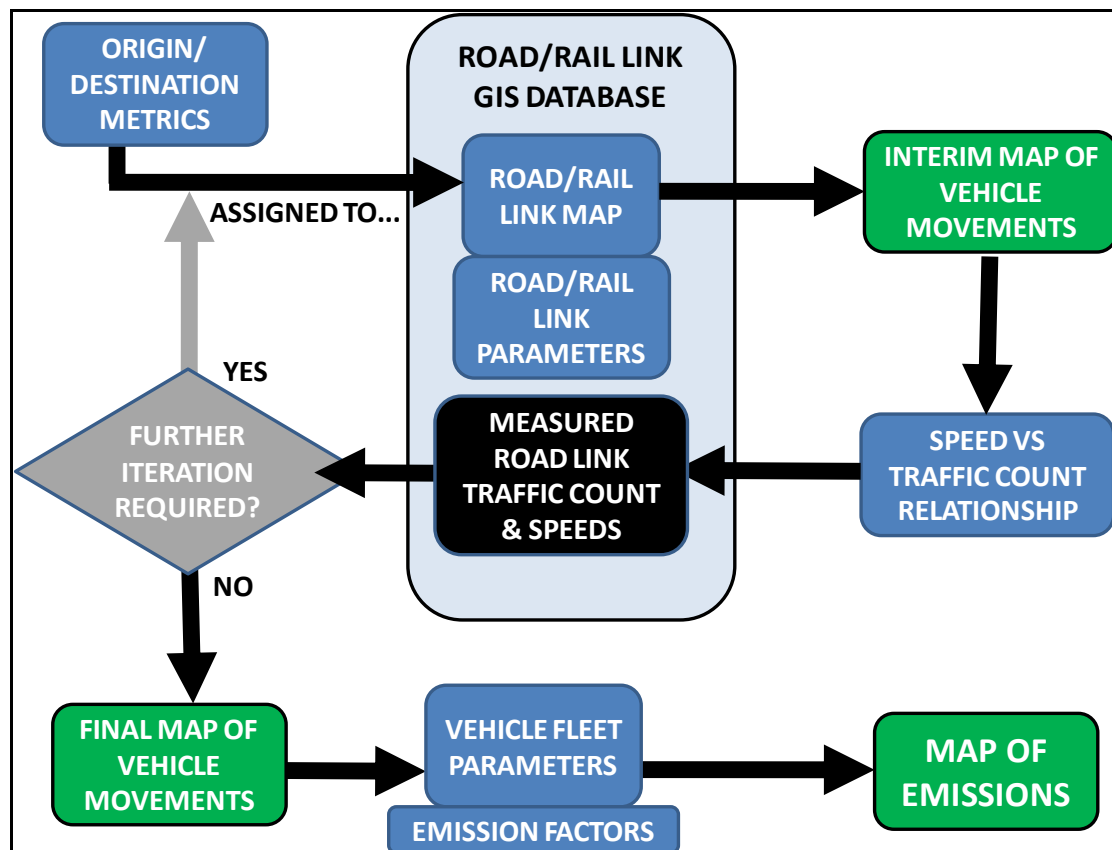 ORIGIN/
DESTINATION
METRICS
ROAD/RAIL LINK
GIS DATABASE
ROAD/RAIL
LINK MAP
INTERIM MAP OF
VEHICLE
MOVEMENTS
ASSIGNED TO...
ROAD/RAIL
LINK
PARAMETERS
YES
FURTHER
ITERATION
REQUIRED?
MEASURED
ROAD LINK
TRAFFIC COUNT
& SPEEDS
SPEED VS
TRAFFIC COUNT
RELATIONSHIP
NO
FINAL MAP OF
VEHICLE
MOVEMENTS
VEHICLE FLEET
PARAMETERS
EMISSION FACTORS
MAP OF
EMISSIONS